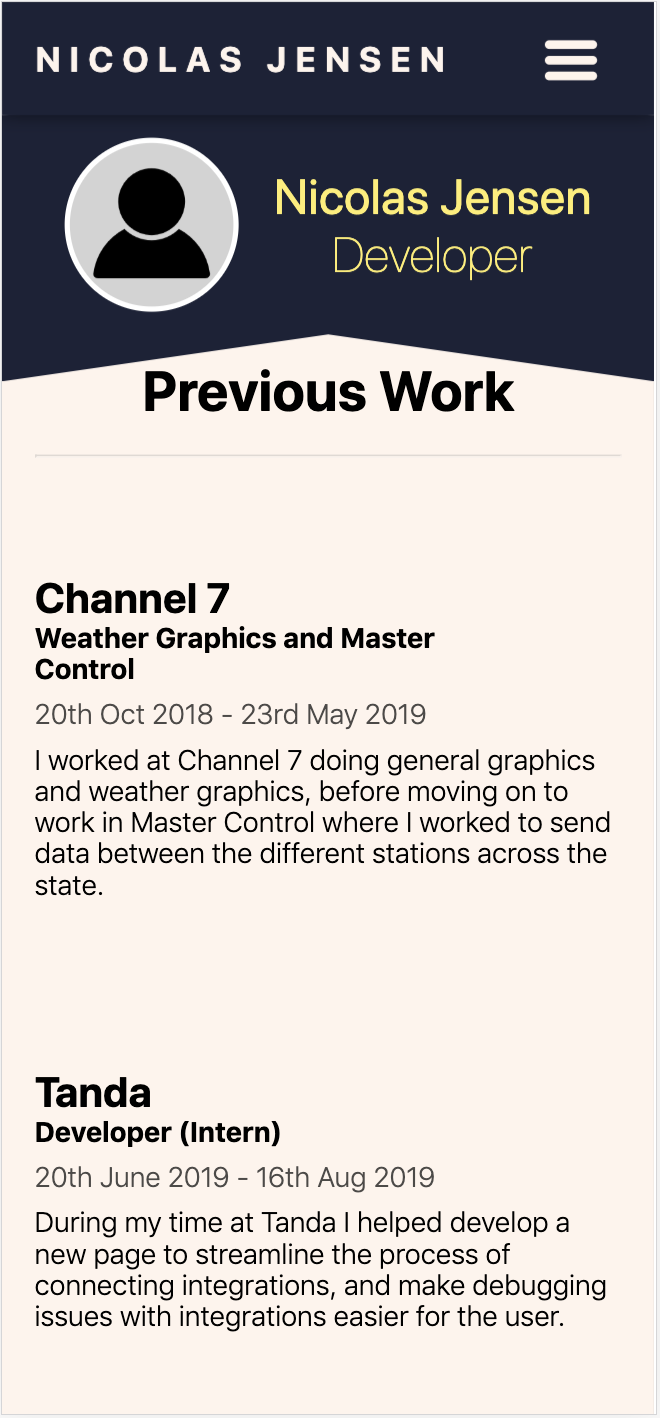 NICOLAS JENSEN
Nicolas Jensen
Developer
Previous Work
Channel 7
Weather Graphics and Master
Control
20th Oct 2018 - 23rd May 2019
I worked at Channel 7 doing general graphics
and weather graphics, before moving on to
work in Master Control where I worked to send
data between the different stations across the
state.
Tanda
Developer (Intern)
20th June 2019 - 16th Aug 2019
During my time at Tanda I helped develop a
new page to streamline the process of
connecting integrations, and make debugging
issues with integrations easier for the user.